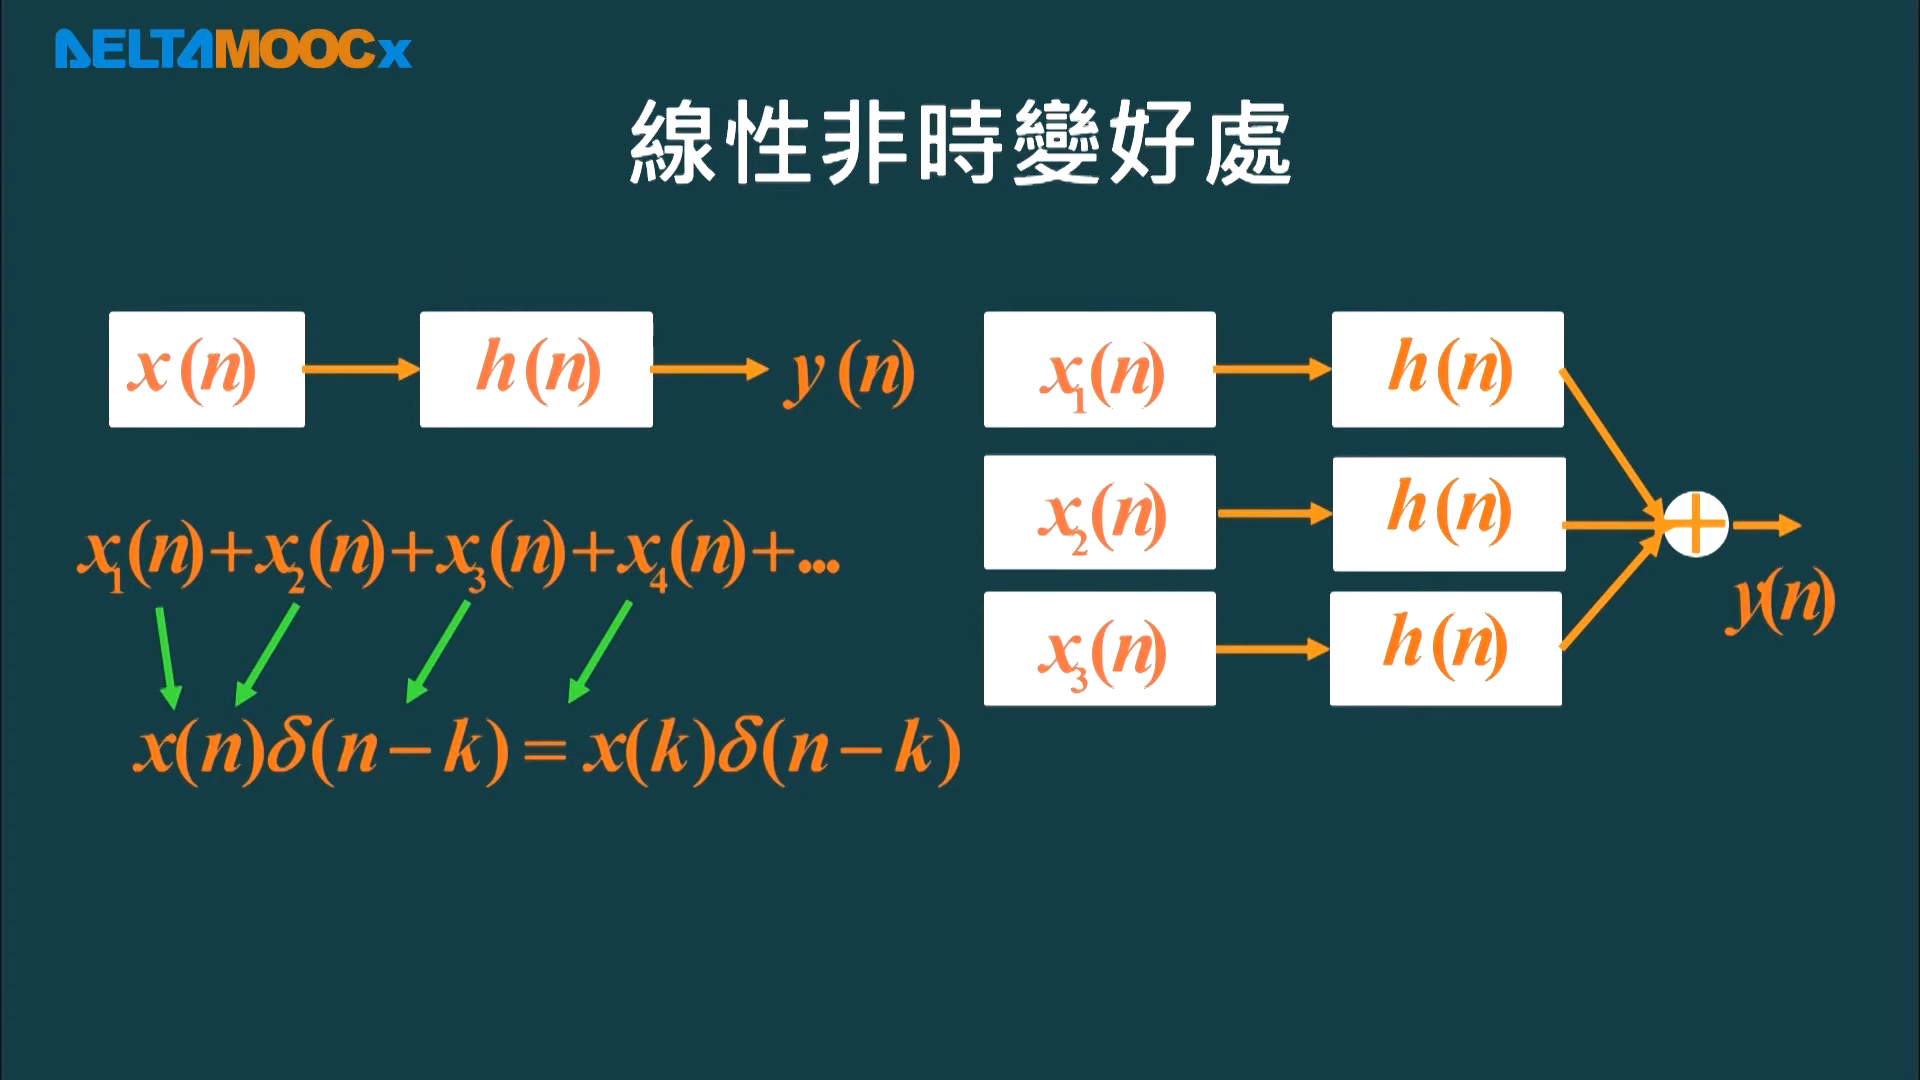 DELTAMOOCx
線性非時變好處
x(n) h(n) y(n)
x₁(n) h(n)
x₂(n) h(n)
x₃(n) h(n)
y(n)
x₁(n)+x₂(n)+x₃(n)+x₄(n)+...
x(n)δ(n−k)=x(k)δ(n−k)